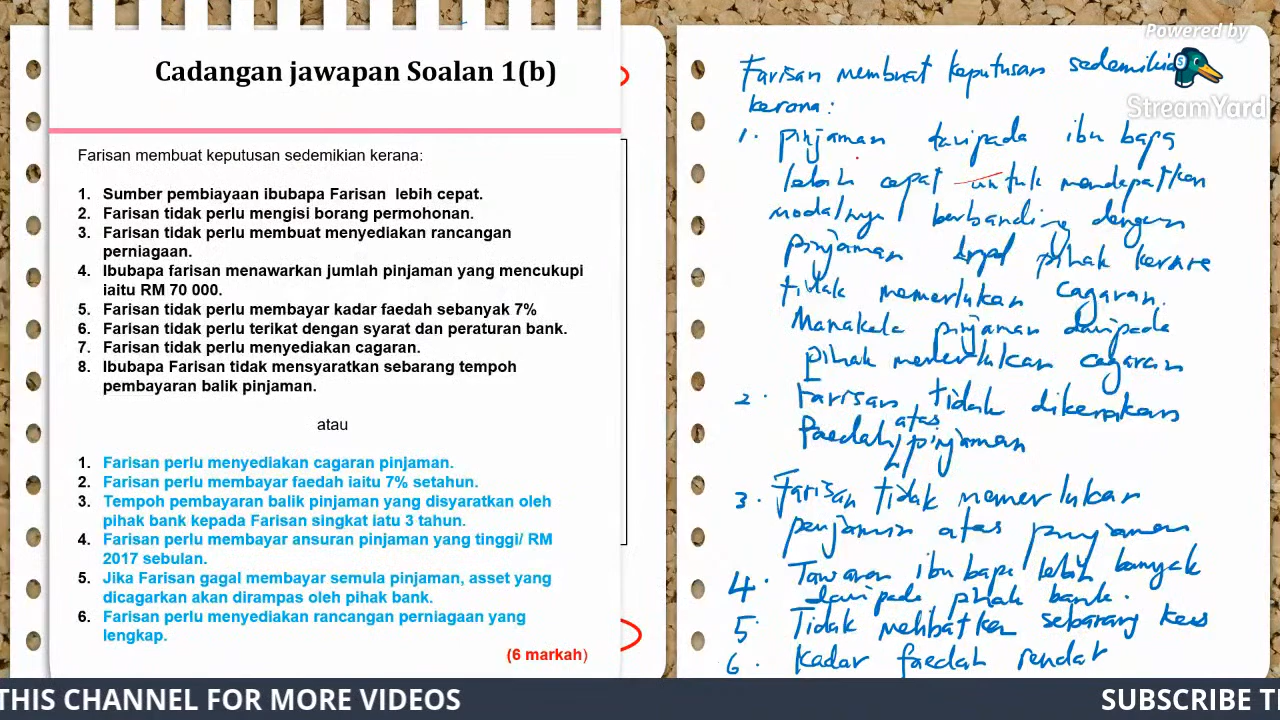 Cadangan jawapan Soalan 1(b)
Farisan membuat keputusan sedemikian kerana:
1. Sumber pembiayaan ibubapa Farisan lebih cepat.
2. Farisan tidak perlu mengisi borang permohonan.
3. Farisan tidak perlu membuat menyediakan rancangan
perniagaan.
4. Ibubapa farisan menawarkan jumlah pinjaman yang mencukupi
iaitu RM 70 000.
5. Farisan tidak perlu membayar kadar faedah sebanyak 7%
6. Farisan tidak perlu terikat dengan syarat dan peraturan bank.
7. Farisan tidak perlu menyediakan cagaran.
8. Ibubapa Farisan tidak mensyaratkan sebarang tempoh
pembayaran balik pinjaman.
atau
1. Farisan perlu menyediakan cagaran pinjaman.
2. Farisan perlu membayar faedah iaitu 7% setahun.
3. Tempoh pembayaran balik pinjaman yang disyaratkan oleh
pihak bank kepada Farisan singkat iatu 3 tahun.
4. Farisan perlu membayar ansuran pinjaman yang tinggi/ RM
2017 sebulan.
5. Jika Farisan gagal membayar semula pinjaman, asset yang
dicagarkan akan dirampas oleh pihak bank.
6. Farisan perlu menyediakan rancangan perniagaan yang
lengkap.
(6 markah)
Powered by
StreamYard
Farisan membuat keputusan
kerana:
1. pinjaman daripada ibu bapa
lebih cepat untuk mendapatkan
modalnya berbanding dengan
pinjaman drpd pihak
tidak memerlukan cagaran.
Manakala pinjaman daripada
pihak memerlukan cagaran
2. Farisan tidak dikenakan
faedah atas pinjaman
3. Farisan tidak memerlukan
penjamin atas pinjaman
4. Tawaran ibu bapa lebih banyak
daripada pihak bank.
5 Tidak melibatkan sebarang kos
6. Kadar faedah rendah
THIS CHANNEL FOR MORE VIDEOS
SUBSCRIBE